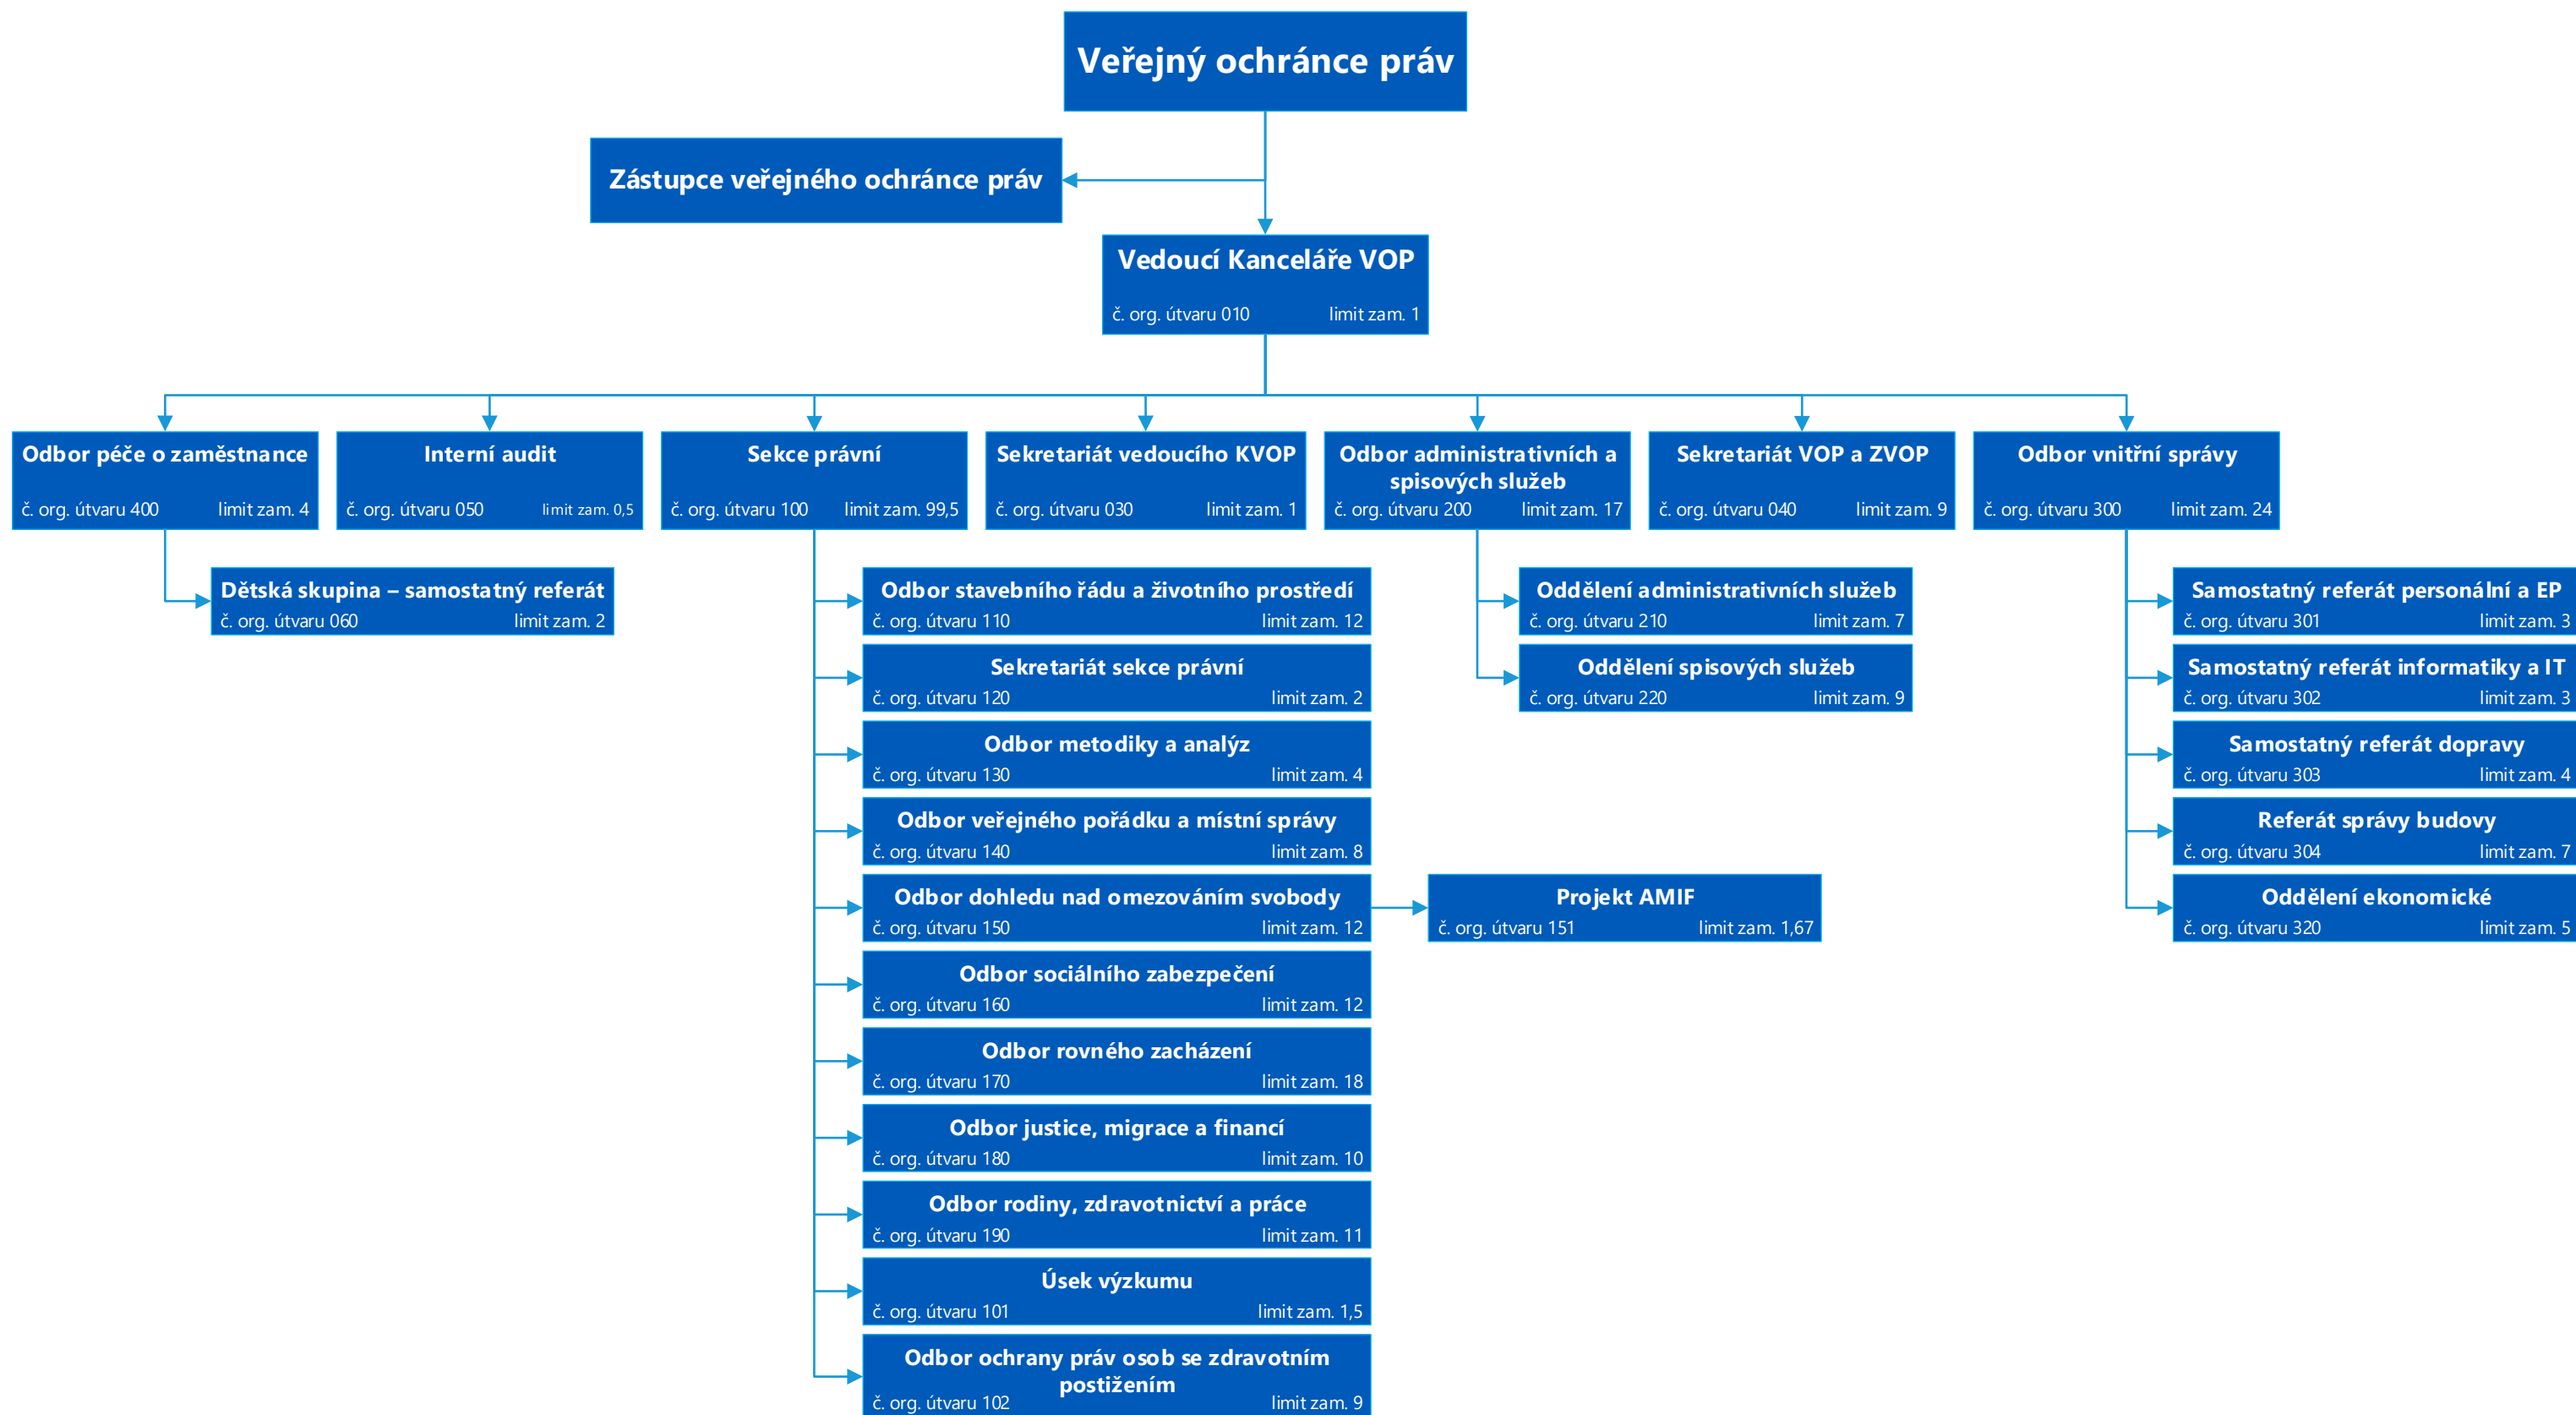 Veřejný ochránce práv
Zástupce veřejného ochránce práv
Vedoucí Kanceláře VOP
č. org. útvaru 010 limit zam. 1
Odbor péče o zaměstnance
č. org. útvaru 400 limit zam. 4
Interní audit
č. org. útvaru 050 limit zam. 0,5
Sekce právní
č. org. útvaru 100 limit zam. 99,5
Sekretariát vedoucího KVOP
č. org. útvaru 030 limit zam. 1
Odbor administrativních a
spisových služeb
č. org. útvaru 200 limit zam. 17
Sekretariát VOP a ZVOP
č. org. útvaru 040 limit zam. 9
Odbor vnitřní správy
č. org. útvaru 300 limit zam. 24
Dětská skupina – samostatný referát
č. org. útvaru 060 limit zam. 2
Odbor stavebního řádu a životního prostředí
č. org. útvaru 110 limit zam. 12
Sekretariát sekce právní
č. org. útvaru 120 limit zam. 2
Odbor metodiky a analýz
č. org. útvaru 130 limit zam. 4
Odbor veřejného pořádku a místní správy
č. org. útvaru 140 limit zam. 8
Odbor dohledu nad omezováním svobody
č. org. útvaru 150 limit zam. 12
Projekt AMIF
č. org. útvaru 151 limit zam. 1,67
Odbor sociálního zabezpečení
č. org. útvaru 160 limit zam. 12
Odbor rovného zacházení
č. org. útvaru 170 limit zam. 18
Odbor justice, migrace a financí
č. org. útvaru 180 limit zam. 10
Odbor rodiny, zdravotnictví a práce
č. org. útvaru 190 limit zam. 11
Úsek výzkumu
č. org. útvaru 101 limit zam. 1,5
Odbor ochrany práv osob se zdravotním
postižením
č. org. útvaru 102 limit zam. 9
Oddělení administrativních služeb
č. org. útvaru 210 limit zam. 7
Oddělení spisových služeb
č. org. útvaru 220 limit zam. 9
Samostatný referát personální a EP
č. org. útvaru 301 limit zam. 3
Samostatný referát informatiky a IT
č. org. útvaru 302 limit zam. 3
Samostatný referát dopravy
č. org. útvaru 303 limit zam. 4
Referát správy budovy
č. org. útvaru 304 limit zam. 7
Oddělení ekonomické
č. org. útvaru 320 limit zam. 5